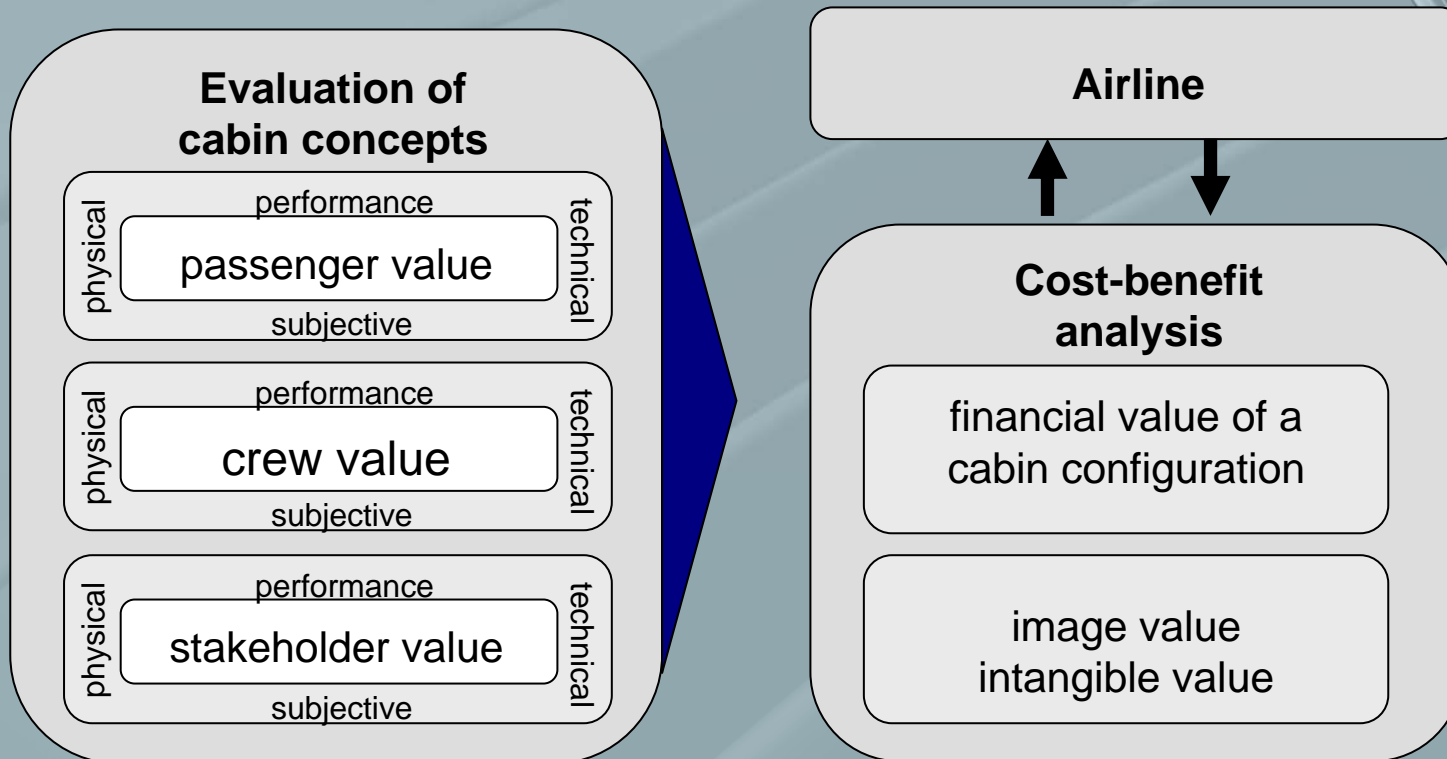 Evaluation of
cabin concepts
performance
physical
passenger value
technical
subjective
performance
physical
crew value
technical
subjective
performance
physical
stakeholder value
technical
subjective
Airline
Cost-benefit
analysis
financial value of a
cabin configuration
image value
intangible value